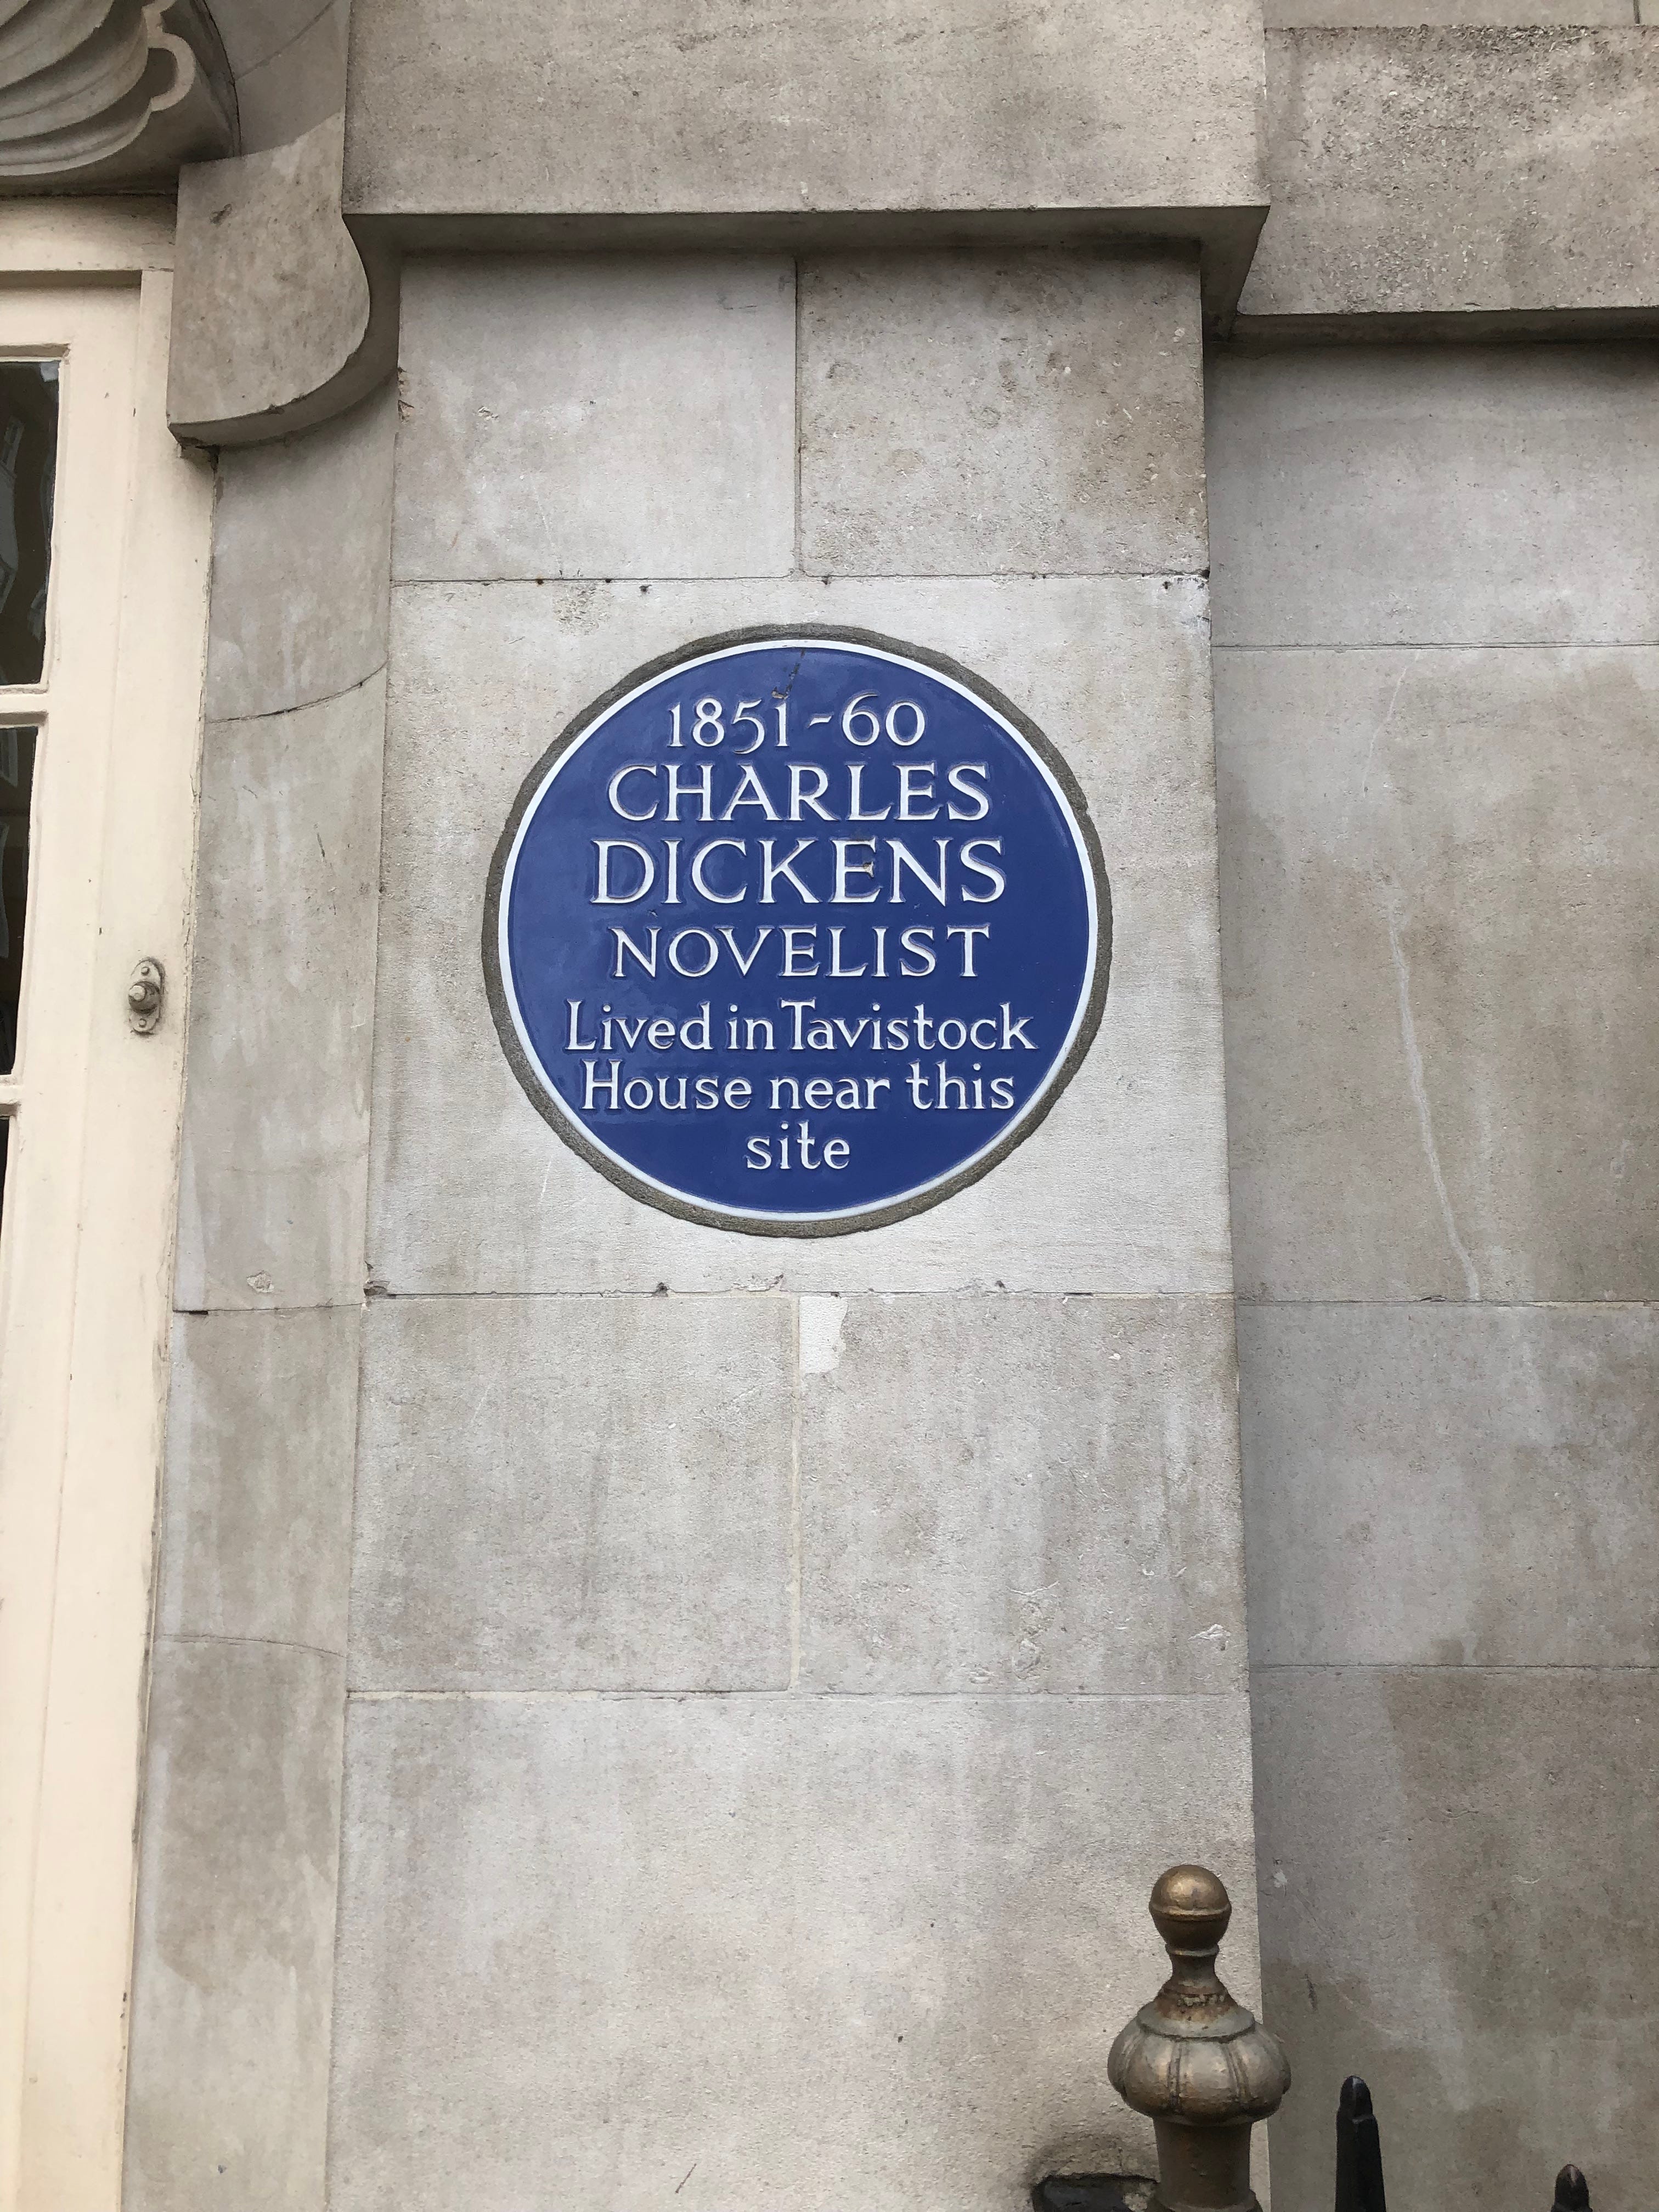 1851-60
CHARLES
DICKENS
NOVELIST
Lived in Tavistock
House near this
site